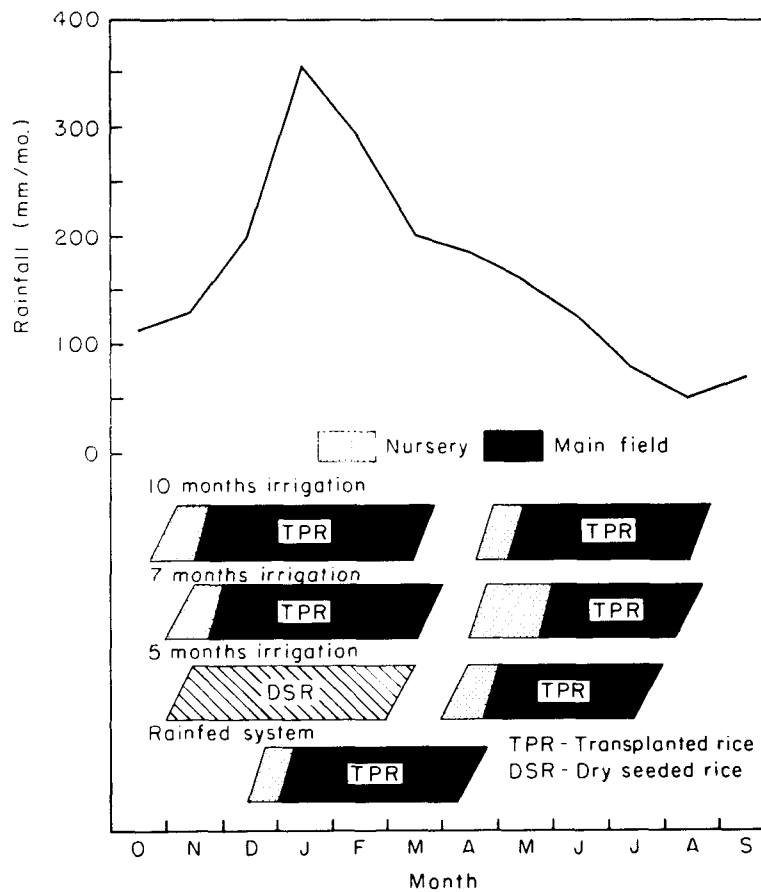 400
300
200
100
0
Rainfall (mm/mo.)
Nursery
Main field
10 months irrigation
TPR
TPR
7 months irrigation
TPR
TPR
5 months irrigation
DSR
TPR
Rainfed system
TPR
TPR - Transplanted rice
DSR - Dry seeded rice
O N D J F M A M J J A S
Month